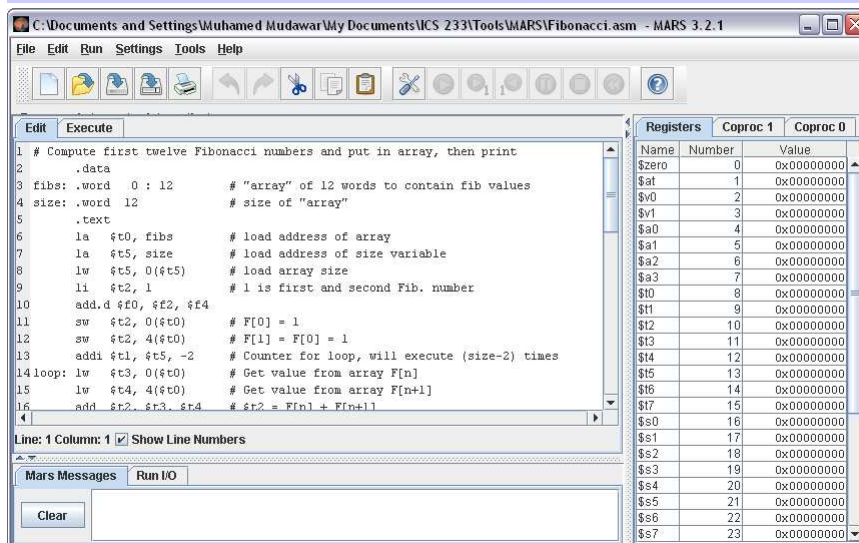 C:\Documents and Settings\Muhamed Mudawar\My Documents\ICS 233\Tools\MARS\Fibonacci.asm - MARS 3.2.1
File Edit Run Settings Tools Help
Edit Execute
1 # Compute first twelve Fibonacci numbers and put in array, then print
2 .data
3 fibs: .word 0 : 12 # "array" of 12 words to contain fib values
4 size: .word 12 # size of "array"
5 .text
6 la $t0, fibs # load address of array
7 la $t5, size # load address of size variable
8 lw $t5, 0($t5) # load array size
9 li $t2, 1 # 1 is first and second Fib. number
10 add.d $f0, $f2, $f4
11 sw $t2, 0($t0) # F[0] = 1
12 sw $t2, 4($t0) # F[1] = F[0] = 1
13 addi $t1, $t5, -2 # Counter for loop, will execute (size-2) times
14 loop: lw $t3, 0($t0) # Get value from array F[n]
15 lw $t4, 4($t0) # Get value from array F[n+1]
16 add $t2, $t3, $t4 # $t2 = F[n] + F[n+1]
Line: 1 Column: 1 Show Line Numbers
Mars Messages Run I/O
Clear
Registers Coproc 1 Coproc 0
Name Number Value
$zero 0 0x00000000
$at 1 0x00000000
$v0 2 0x00000000
$v1 3 0x00000000
$a0 4 0x00000000
$a1 5 0x00000000
$a2 6 0x00000000
$a3 7 0x00000000
$t0 8 0x00000000
$t1 9 0x00000000
$t2 10 0x00000000
$t3 11 0x00000000
$t4 12 0x00000000
$t5 13 0x00000000
$t6 14 0x00000000
$t7 15 0x00000000
$s0 16 0x00000000
$s1 17 0x00000000
$s2 18 0x00000000
$s3 19 0x00000000
$s4 20 0x00000000
$s5 21 0x00000000
$s6 22 0x00000000
$s7 23 0x00000000